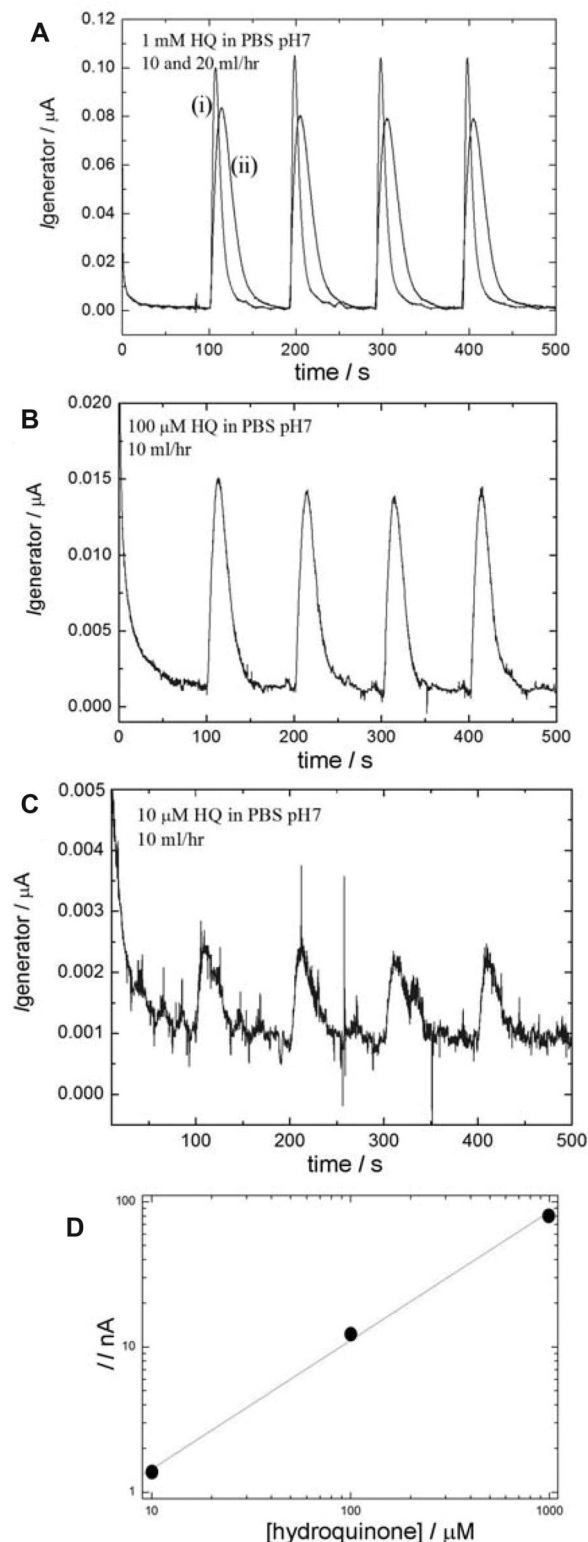 A
1 mM HQ in PBS pH7
10 and 20 ml/hr
(i)
(ii)
Igenerator / μA
0.12
0.10
0.08
0.06
0.04
0.02
0.00
0 100 200 300 400 500
time / s
B
100 μM HQ in PBS pH7
10 ml/hr
Igenerator / μA
0.020
0.015
0.010
0.005
0.000
0 100 200 300 400 500
time / s
C
10 μM HQ in PBS pH7
10 ml/hr
Igenerator / μA
0.005
0.004
0.003
0.002
0.001
0.000
100 200 300 400 500
time / s
D
I / nA
100
10
1
10 100 1000
[hydroquinone] / μM